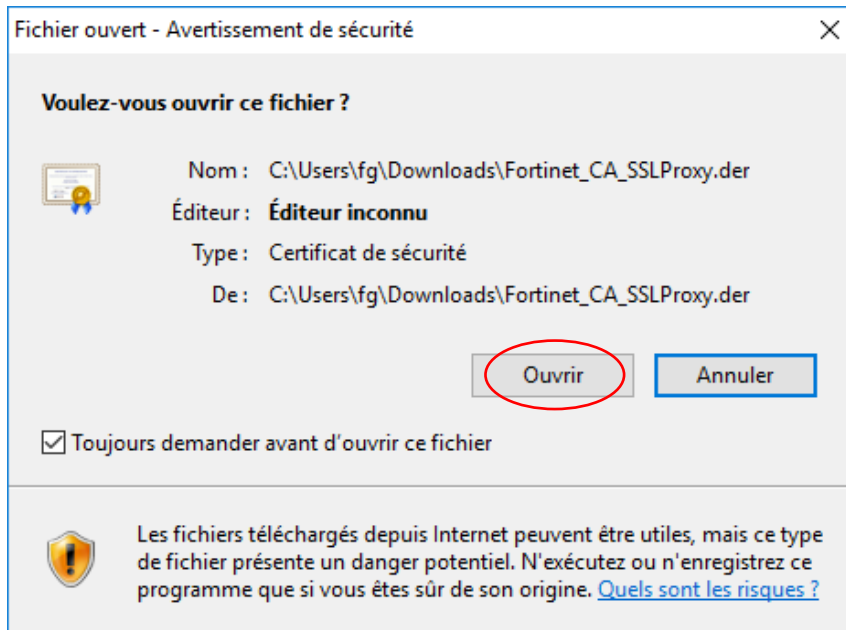 Fichier ouvert - Avertissement de sécurité
Voulez-vous ouvrir ce fichier ?
Nom : C:\Users\fg\Downloads\Fortinet_CA_SSLProxy.der
Éditeur : Éditeur inconnu
Type : Certificat de sécurité
De : C:\Users\fg\Downloads\Fortinet_CA_SSLProxy.der
Ouvrir Annuler
Toujours demander avant d'ouvrir ce fichier
Les fichiers téléchargés depuis Internet peuvent être utiles, mais ce type
de fichier présente un danger potentiel. N'exécutez ou n'enregistrez ce
programme que si vous êtes sûr de son origine. Quels sont les risques ?